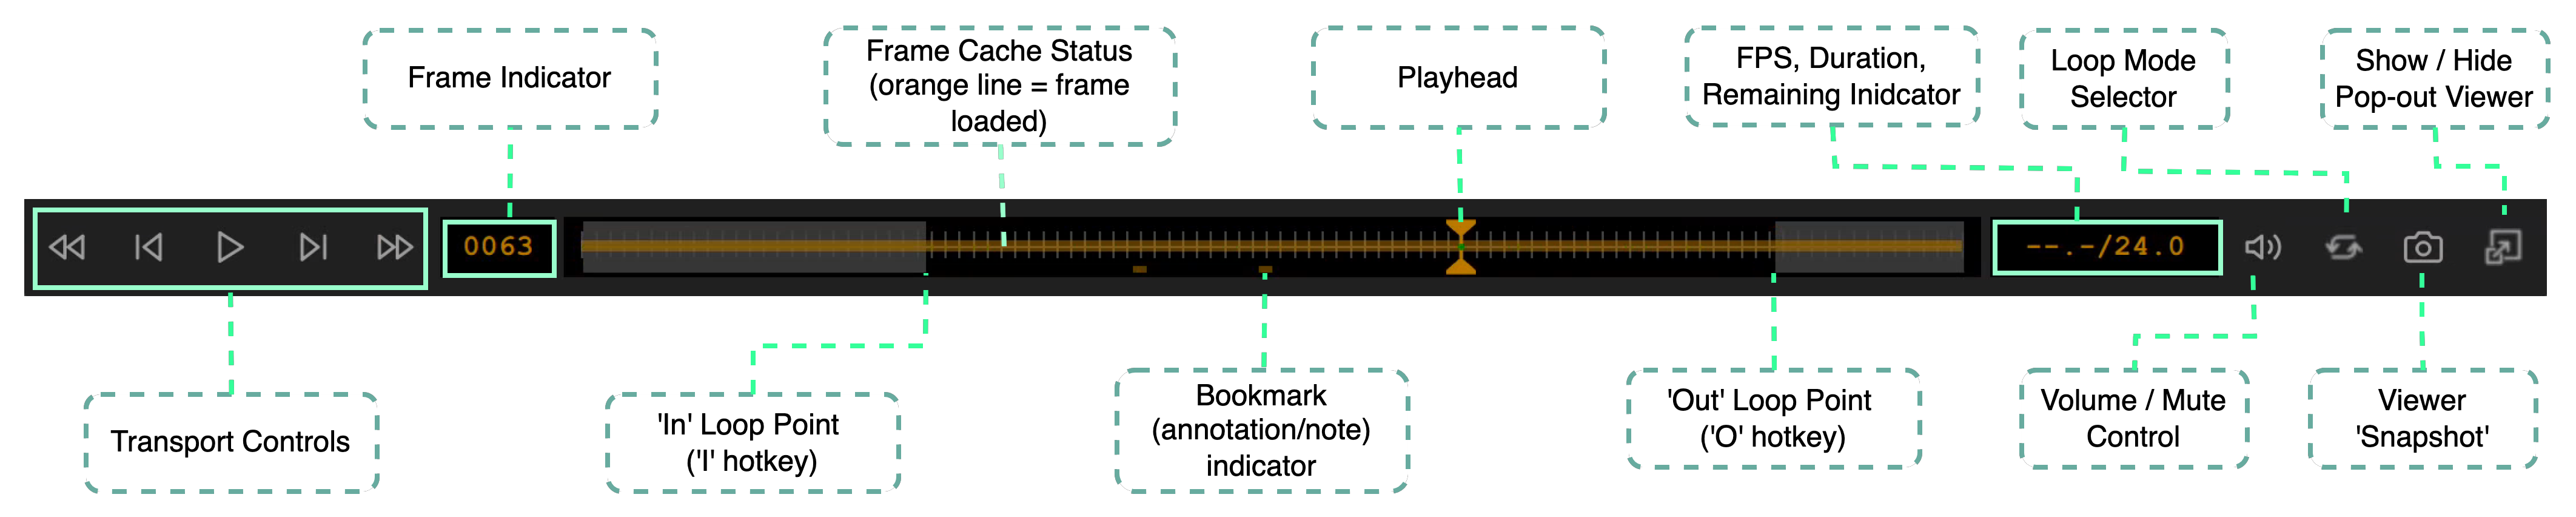 Frame Indicator
Frame Cache Status
(orange line = frame
loaded)
Playhead
FPS, Duration,
Remaining Inidcator
Loop Mode
Selector
Show / Hide
Pop-out Viewer
0063
--.-/24.0
Transport Controls
'In' Loop Point
('I' hotkey)
Bookmark
(annotation/note)
indicator
'Out' Loop Point
('O' hotkey)
Volume / Mute
Control
Viewer
'Snapshot'